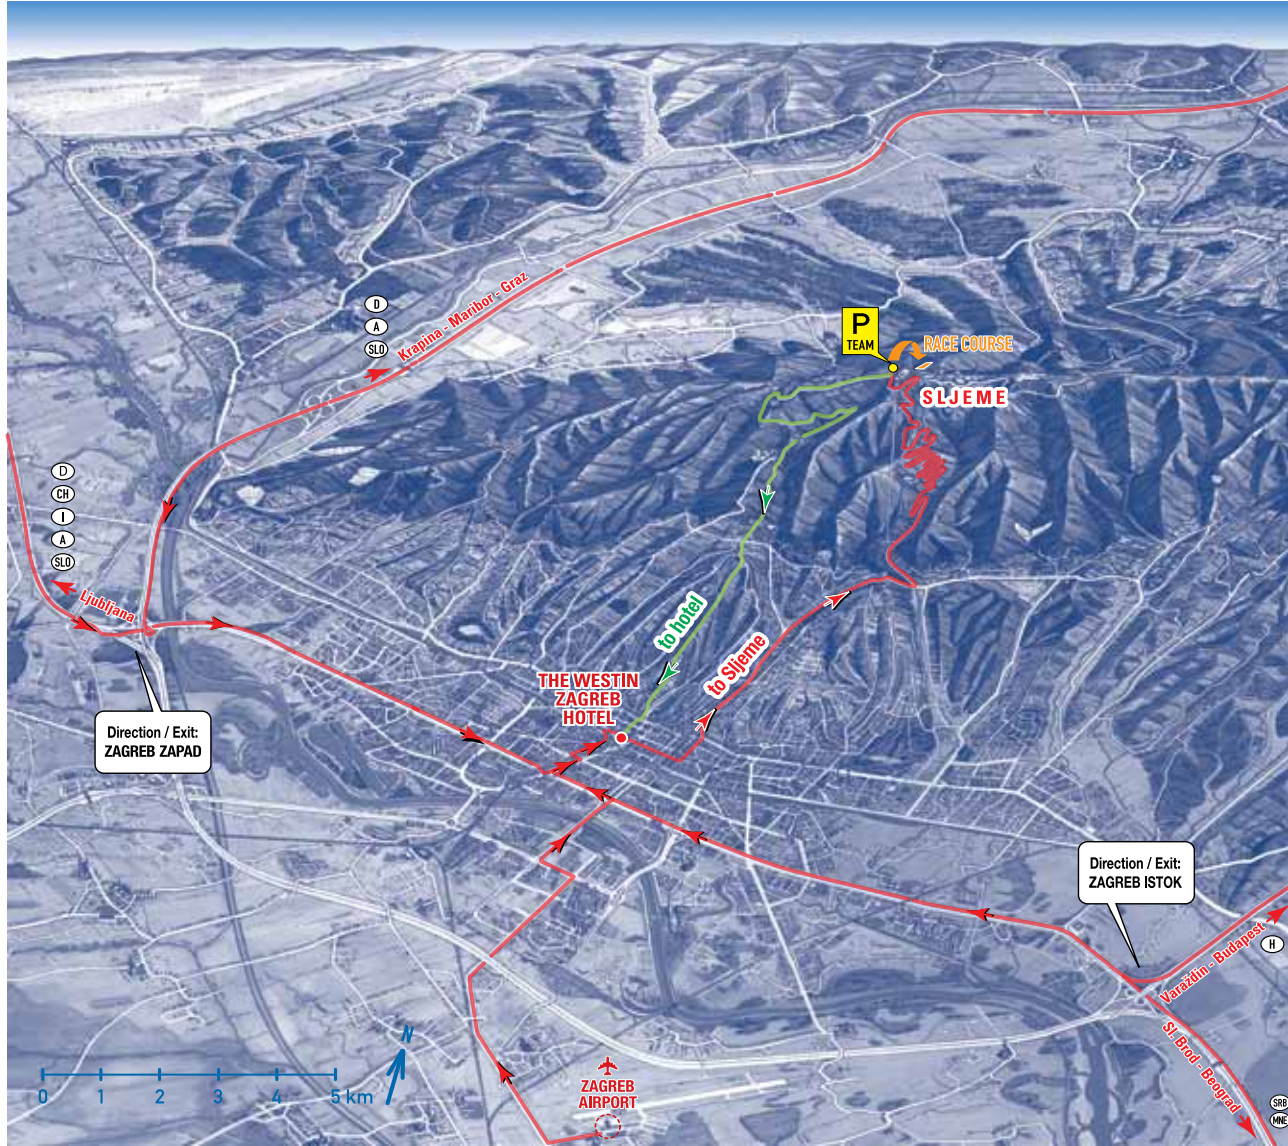 D
A
SLO
Krapina - Maribor - Graz
P
TEAM
RACE COURSE
SLJEME
D
CH
I
A
SLO
Ljubljana
to hotel
to Sljeme
THE WESTIN
ZAGREB
HOTEL
Direction / Exit:
ZAGREB ZAPAD
Direction / Exit:
ZAGREB ISTOK
Varaždin - Budapest
H
Sl. Brod - Beograd
SRB
MNE
N
0 1 2 3 4 5 km
ZAGREB
AIRPORT